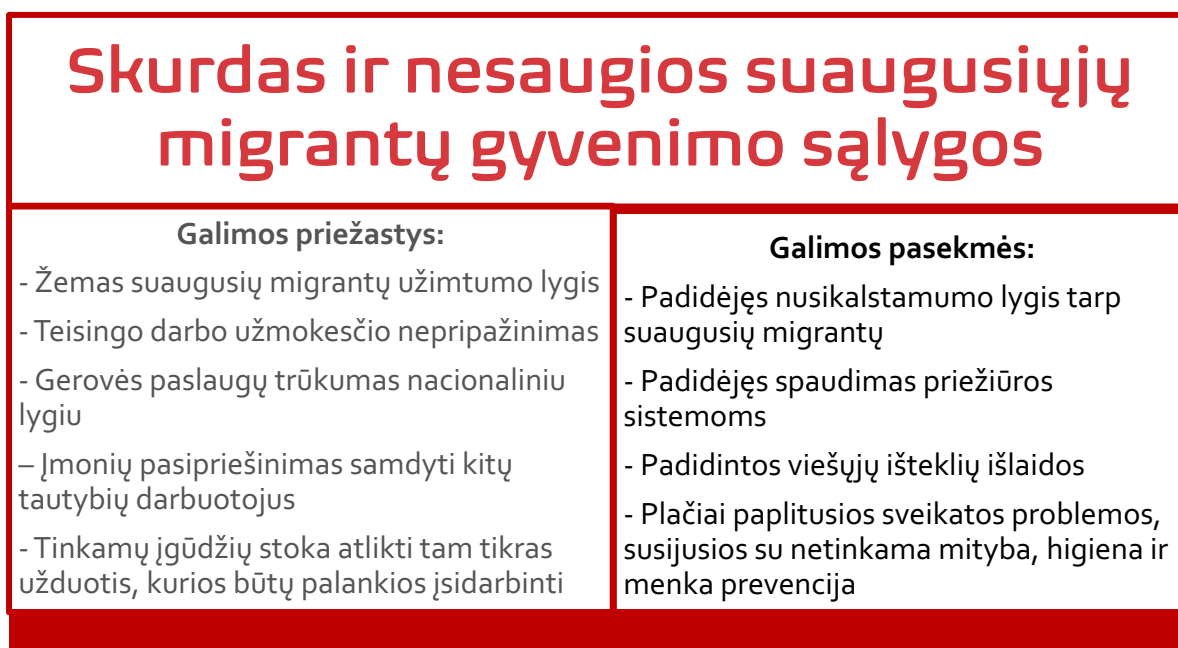 Skurdas ir nesaugios suaugusiųjų
migrantų gyvenimo sąlygos
Galimos priežastys:
- Žemas suaugusių migrantų užimtumo lygis
- Teisingo darbo užmokesčio nepripažinimas
- Gerovės paslaugų trūkumas nacionaliniu
lygiu
– Įmonių pasipriešinimas samdyti kitų
tautybių darbuotojus
- Tinkamų įgūdžių stoka atlikti tam tikras
užduotis, kurios būtų palankios įsidarbinti
Galimos pasekmės:
- Padidėjęs nusikalstamumo lygis tarp
suaugusių migrantų
- Padidėjęs spaudimas priežiūros
sistemoms
- Padidintos viešųjų išteklių išlaidos
- Plačiai paplitusios sveikatos problemos,
susijusios su netinkama mityba, higiena ir
menka prevencija